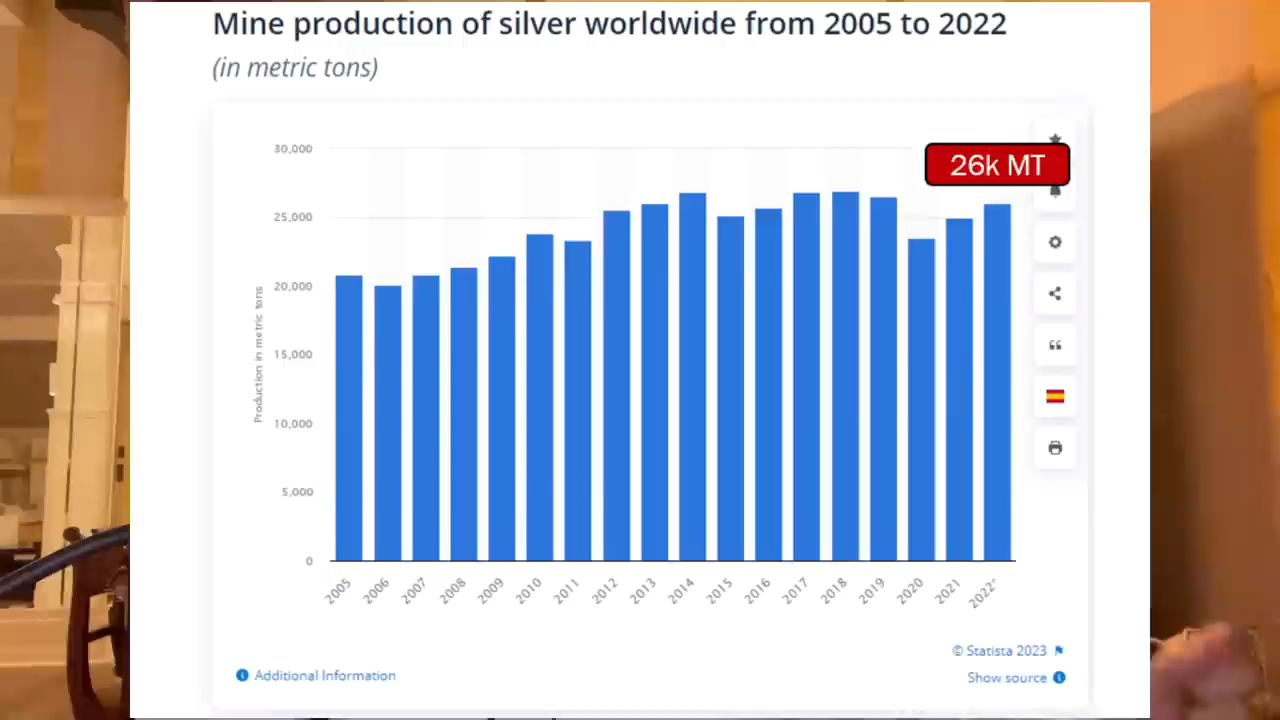 Mine production of silver worldwide from 2005 to 2022
(in metric tons)
30,000
26k MT
25,000
20,000
15,000
10,000
5,000
0
Production in metric tons
2005 2006 2007 2008 2009 2010 2011 2012 2013 2014 2015 2016 2017 2018 2019 2020 2021 2022*
© Statista 2023
Additional Information
Show source